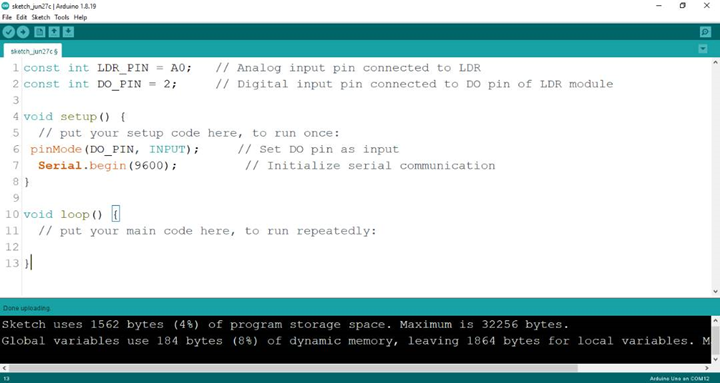 sketch_jun27c | Arduino 1.8.19
File Edit Sketch Tools Help
sketch_jun27c §
1 const int LDR_PIN = A0; // Analog input pin connected to LDR
2 const int DO_PIN = 2; // Digital input pin connected to DO pin of LDR module
3
4 void setup() {
5 // put your setup code here, to run once:
6 pinMode(DO_PIN, INPUT); // Set DO pin as input
7 Serial.begin(9600); // Initialize serial communication
8 }
9
10 void loop() {
11 // put your main code here, to run repeatedly:
12
13 }
Done uploading.
Sketch uses 1562 bytes (4%) of program storage space. Maximum is 32256 bytes.
Global variables use 184 bytes (8%) of dynamic memory, leaving 1864 bytes for local variables. M
13 Arduino Uno on COM12